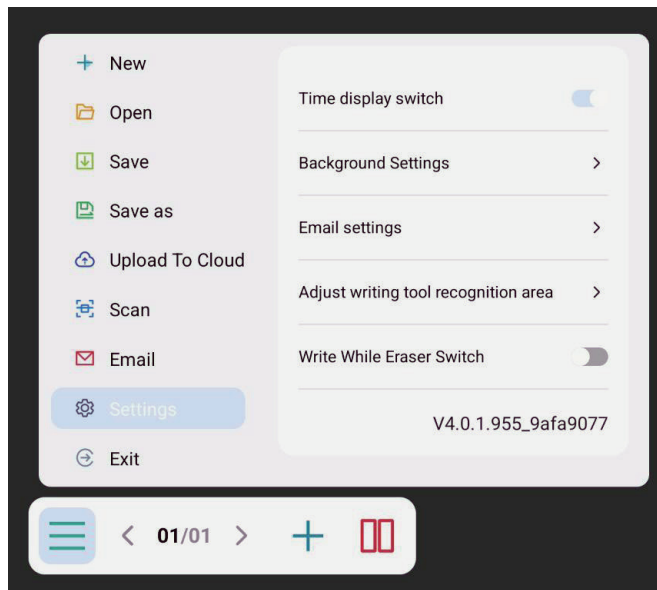 New
Open
Save
Save as
Upload To Cloud
Scan
Email
Settings
Exit
Time display switch
Background Settings
Email settings
Adjust writing tool recognition area
Write While Eraser Switch
V4.0.1.955_9afa9077
01/01